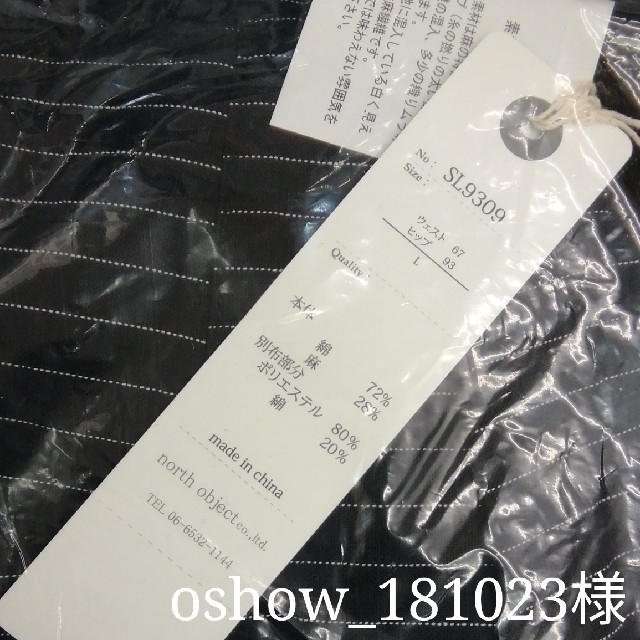 No: SL9309
Size:
ウェスト 67
ヒップ 93
L
Quality:
本体
綿 72%
麻 28%
別布部分
ポリエステル 80%
綿 20%
made in china
north object co.,ltd.
TEL 06-6532-1144
oshow_181023様